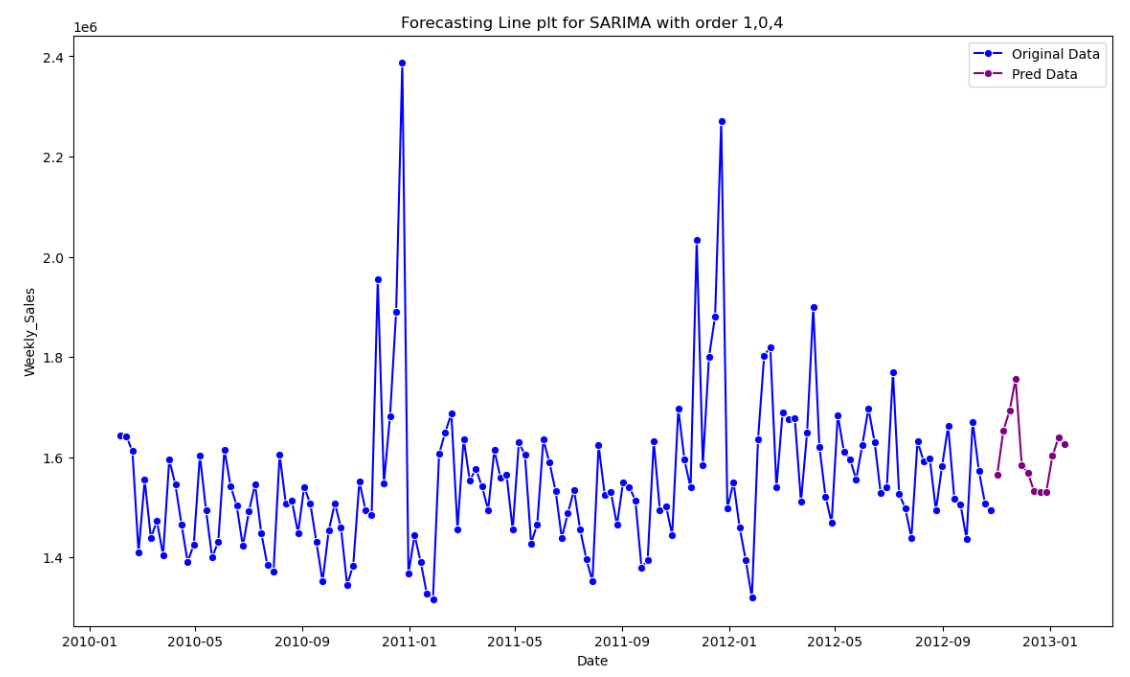 Forecasting Line plt for SARIMA with order 1,0,4
1e6
Original Data
Pred Data
2.4
2.2
2.0
1.8
1.6
1.4
Weekly_Sales
2010-01 2010-05 2010-09 2011-01 2011-05 2011-09 2012-01 2012-05 2012-09 2013-01
Date